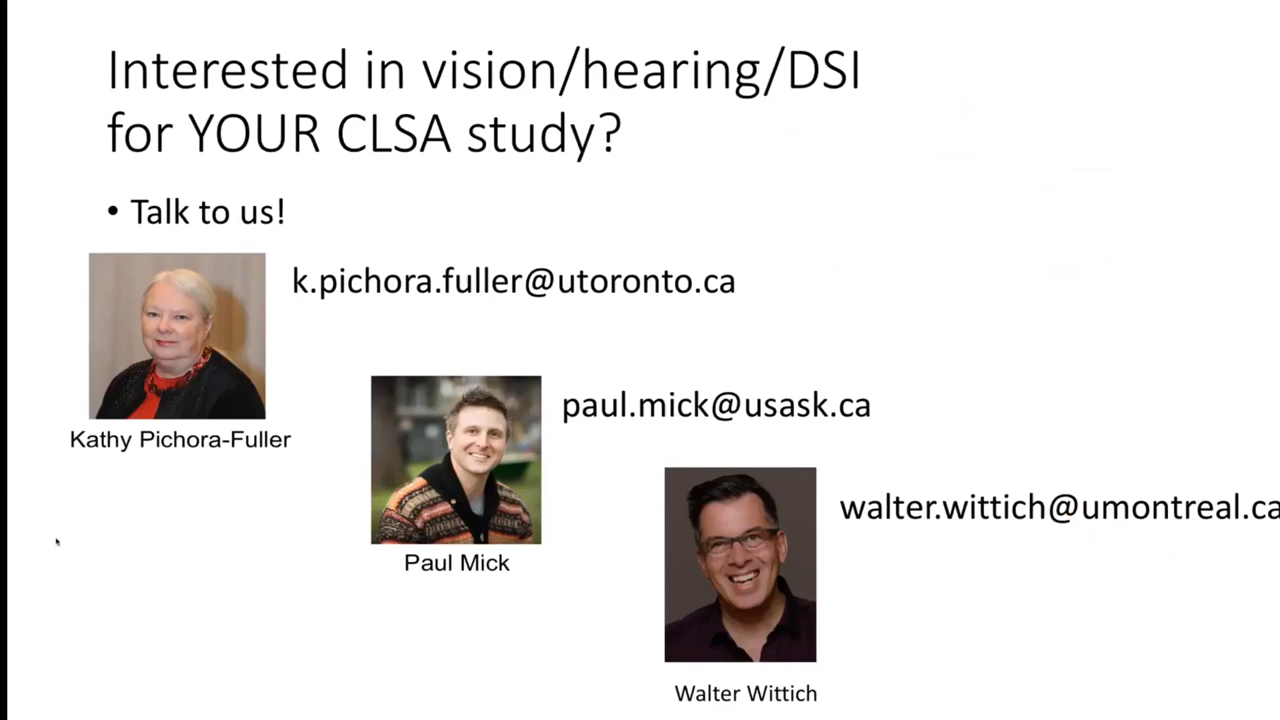 Interested in vision/hearing/DSI
for YOUR CLSA study?
• Talk to us!
k.pichora.fuller@utoronto.ca
Kathy Pichora-Fuller
paul.mick@usask.ca
Paul Mick
walter.wittich@umontreal.ca
Walter Wittich